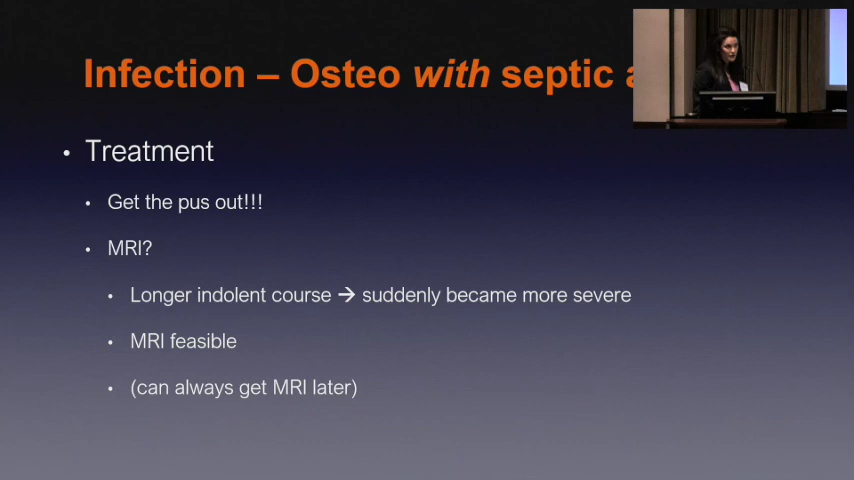 Infection – Osteo with septic
• Treatment
• Get the pus out!!!
• MRI?
• Longer indolent course → suddenly became more severe
• MRI feasible
• (can always get MRI later)